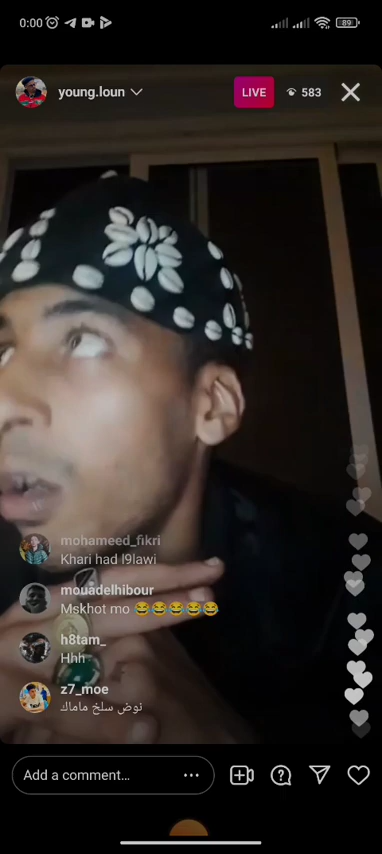 0:00
89
young.loun
LIVE
583
mohameed_fikri
Khari had l9lawi
mouadelhibour
Mskhot mo 😂😂😂😂😂
h8tam_
Hhh
z7_moe
نوض سلخ ماماك
Add a comment...